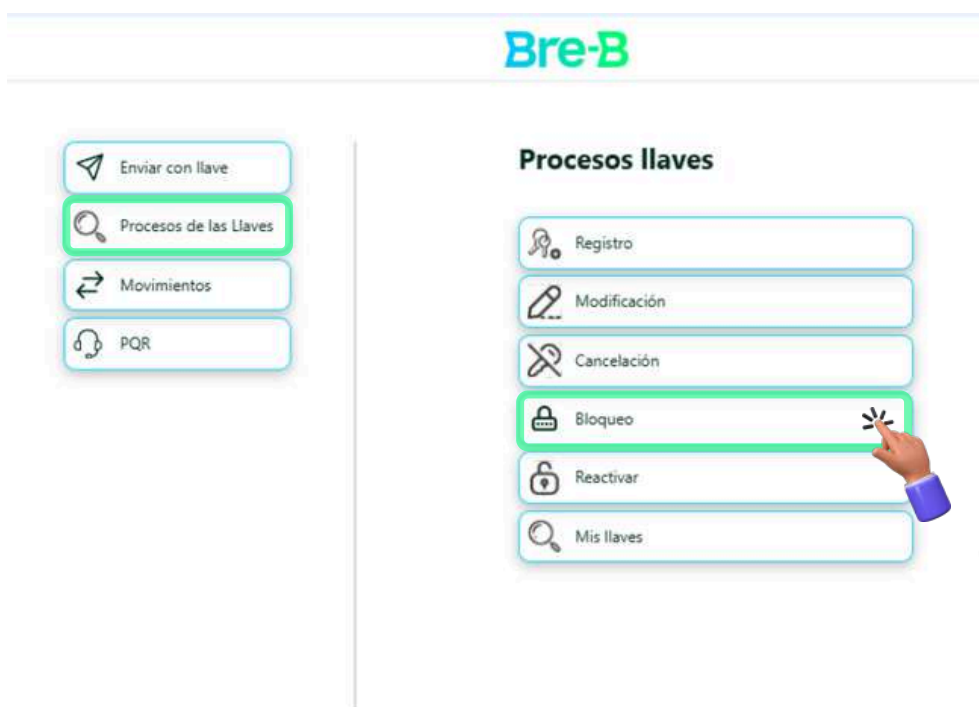 Bre-B
Enviar con llave
Procesos de las Llaves
Movimientos
PQR
Procesos llaves
Registro
Modificación
Cancelación
Bloqueo
Reactivar
Mis llaves